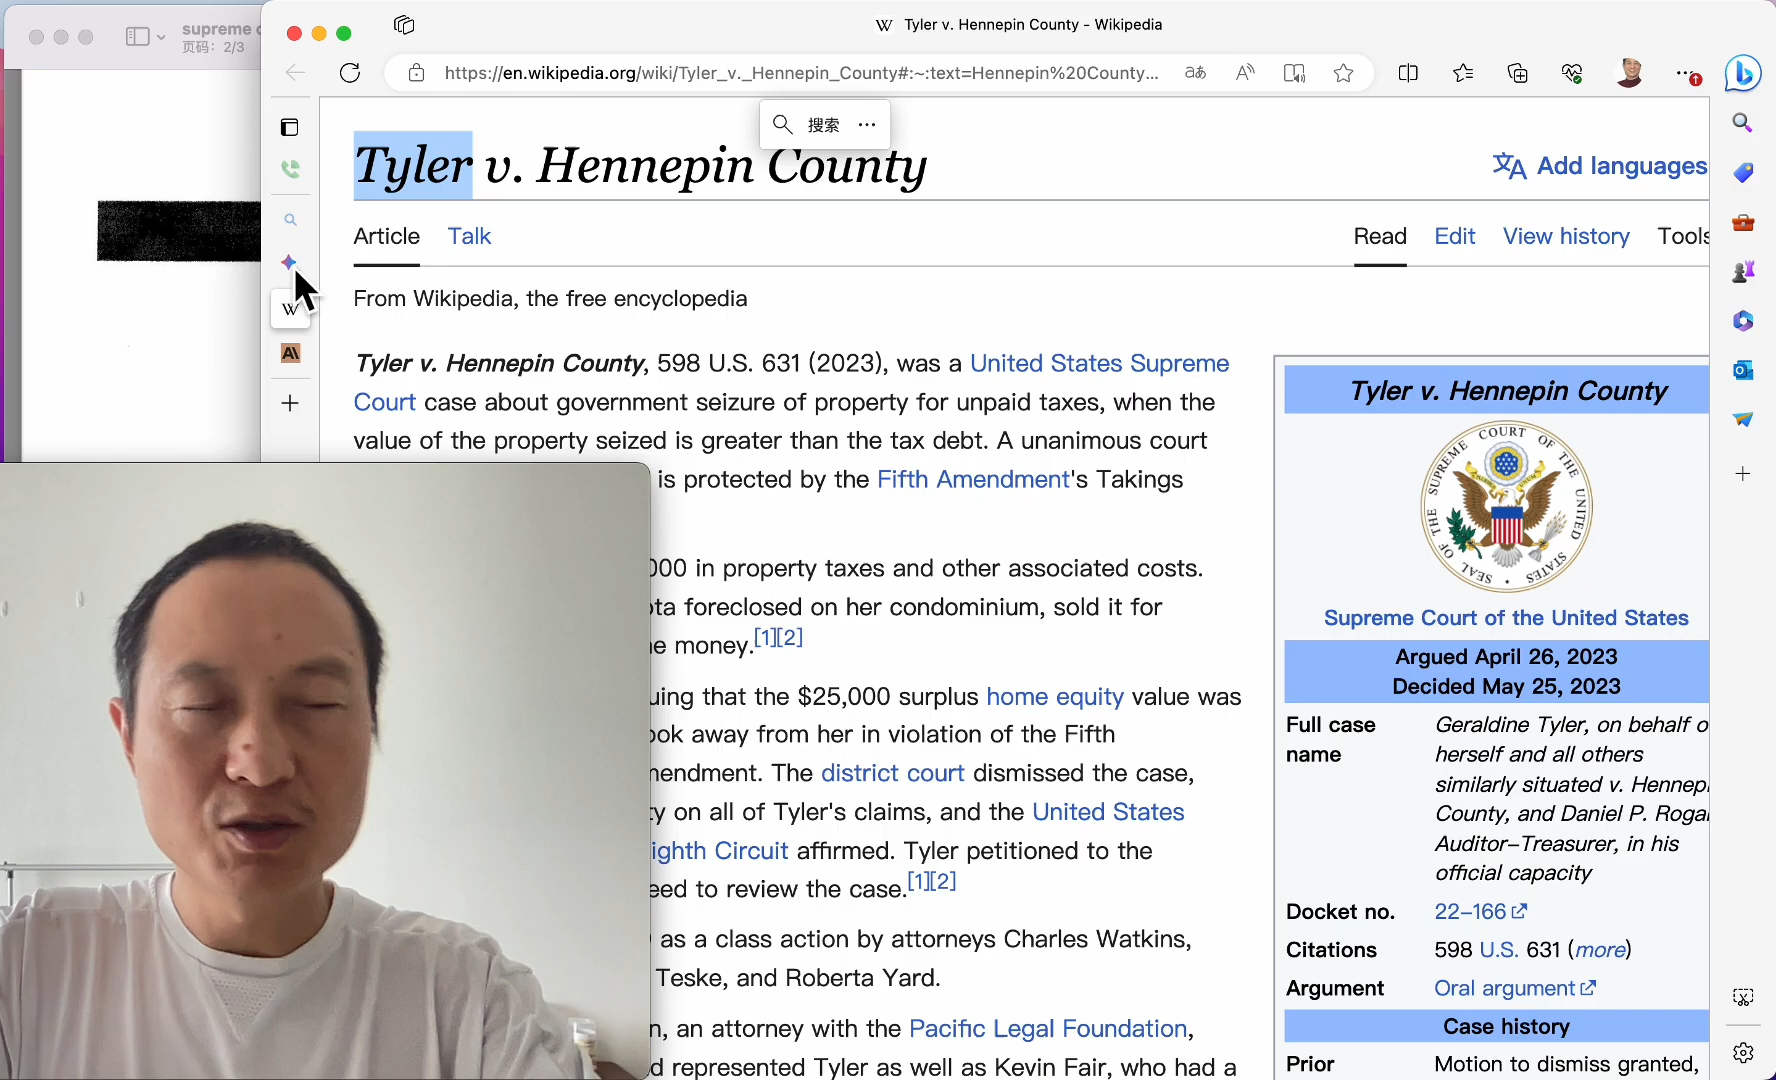 supreme
页码: 2/3
Tyler v. Hennepin County - Wikipedia
https://en.wikipedia.org/wiki/Tyler_v._Hennepin_County#:~:text=Hennepin%20County...
搜索
Tyler v. Hennepin County
Add languages
Article Talk
Read Edit View history Tools
From Wikipedia, the free encyclopedia
Tyler v. Hennepin County, 598 U.S. 631 (2023), was a United States Supreme
Court case about government seizure of property for unpaid taxes, when the
value of the property seized is greater than the tax debt. A unanimous court
is protected by the Fifth Amendment's Takings
000 in property taxes and other associated costs.
foreclosed on her condominium, sold it for
money.[1][2]
that the $25,000 surplus home equity value was
away from her in violation of the Fifth
The district court dismissed the case,
on all of Tyler's claims, and the United States
Circuit affirmed. Tyler petitioned to the
to review the case.[1][2]
as a class action by attorneys Charles Watkins,
Teske, and Roberta Yard.
an attorney with the Pacific Legal Foundation,
represented Tyler as well as Kevin Fair, who had a
Tyler v. Hennepin County
SUPREME COURT OF THE UNITED STATES
SEAL OF THE
Supreme Court of the United States
Argued April 26, 2023
Decided May 25, 2023
Full case name
Geraldine Tyler, on behalf
herself and all others
similarly situated v.
County, and Daniel P.
Auditor–Treasurer, in his
official capacity
Docket no. 22–166
Citations 598 U.S. 631 (more)
Argument Oral argument
Case history
Prior Motion to dismiss granted,